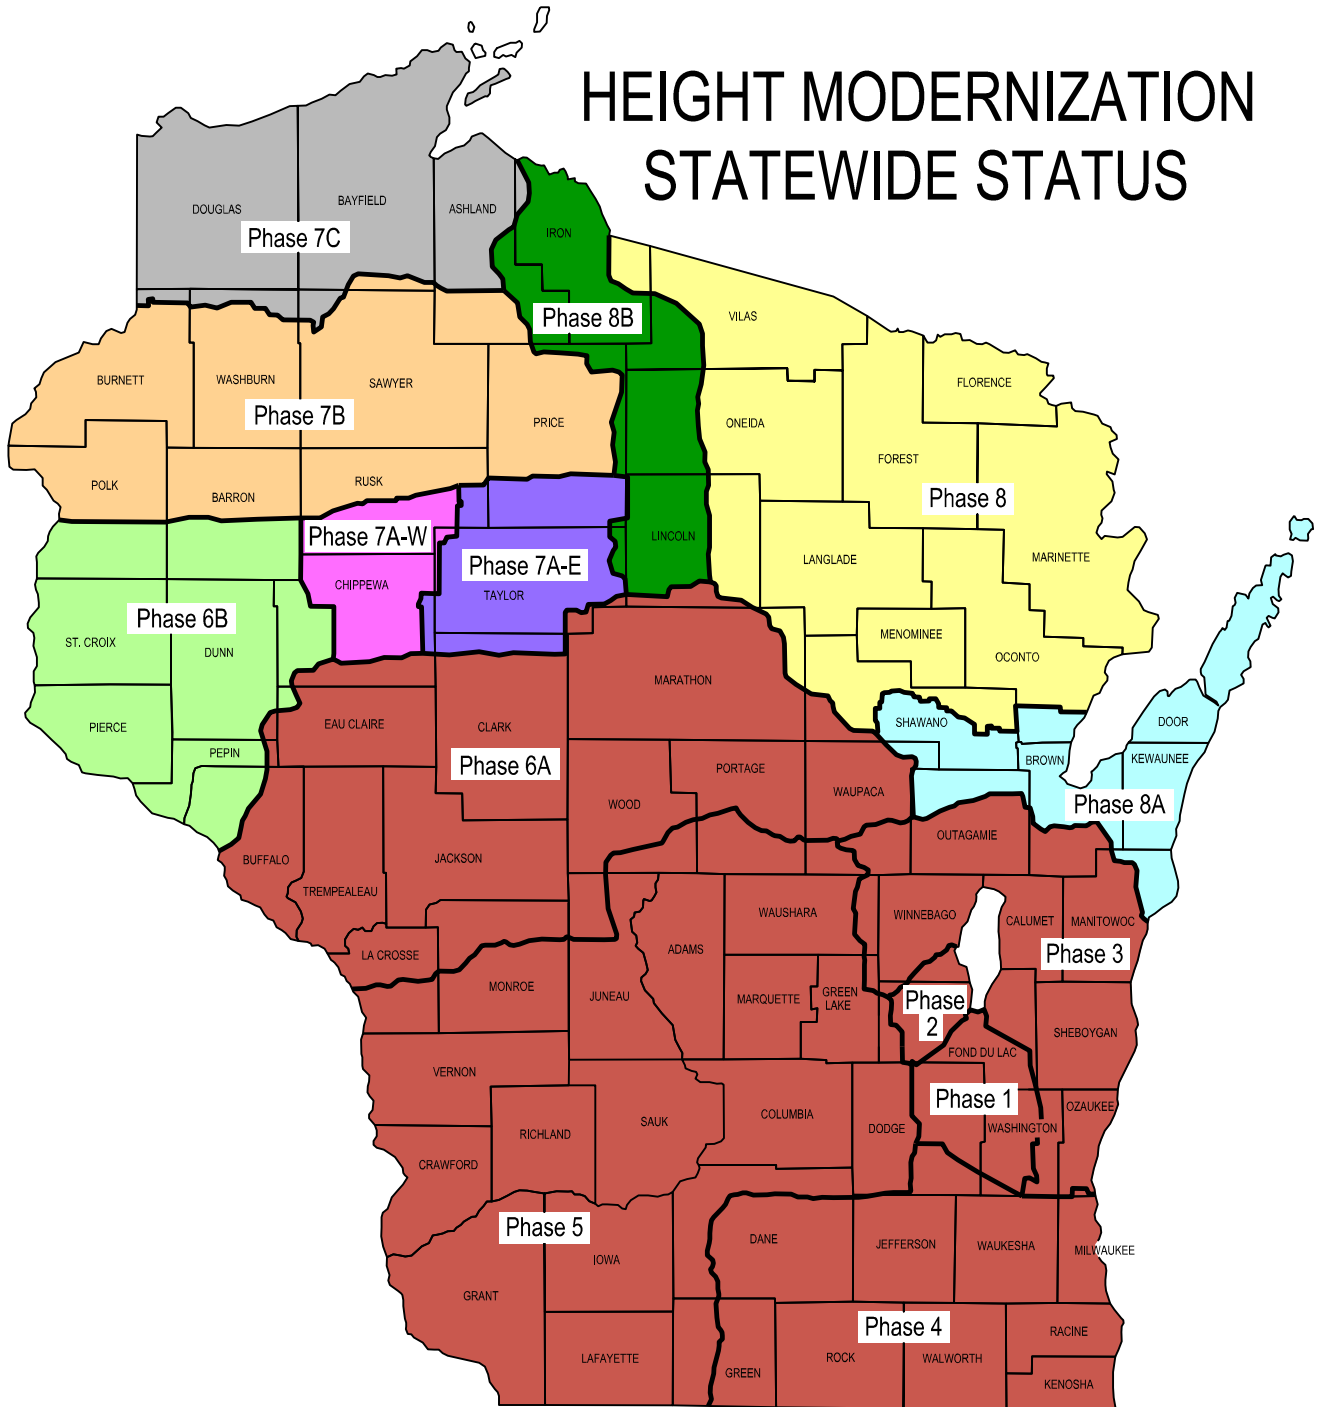 HEIGHT MODERNIZATION
STATEWIDE STATUS
DOUGLAS
BAYFIELD
ASHLAND
Phase 7C
IRON
Phase 8B
VILAS
BURNETT
WASHBURN
SAWYER
FLORENCE
Phase 7B
PRICE
ONEIDA
FOREST
POLK
BARRON
RUSK
Phase 8
Phase 7A-W
LINCOLN
Phase 7A-E
LANGLADE
MARINETTE
CHIPPEWA
TAYLOR
Phase 6B
ST. CROIX
DUNN
MENOMINEE
OCONTO
MARATHON
PIERCE
EAU CLAIRE
CLARK
SHAWANO
DOOR
PEPIN
Phase 6A
PORTAGE
BROWN
KEWAUNEE
WOOD
WAUPACA
Phase 8A
OUTAGAMIE
BUFFALO
JACKSON
TREMPEALEAU
WAUSHARA
WINNEBAGO
CALUMET
MANITOWOC
LA CROSSE
ADAMS
Phase 3
MONROE
JUNEAU
MARQUETTE
GREEN
LAKE
Phase
2
SHEBOYGAN
FOND DU LAC
VERNON
Phase 1
OZAUKEE
RICHLAND
SAUK
COLUMBIA
DODGE
WASHINGTON
CRAWFORD
Phase 5
DANE
JEFFERSON
WAUKESHA
MILWAUKEE
IOWA
GRANT
Phase 4
RACINE
LAFAYETTE
GREEN
ROCK
WALWORTH
KENOSHA